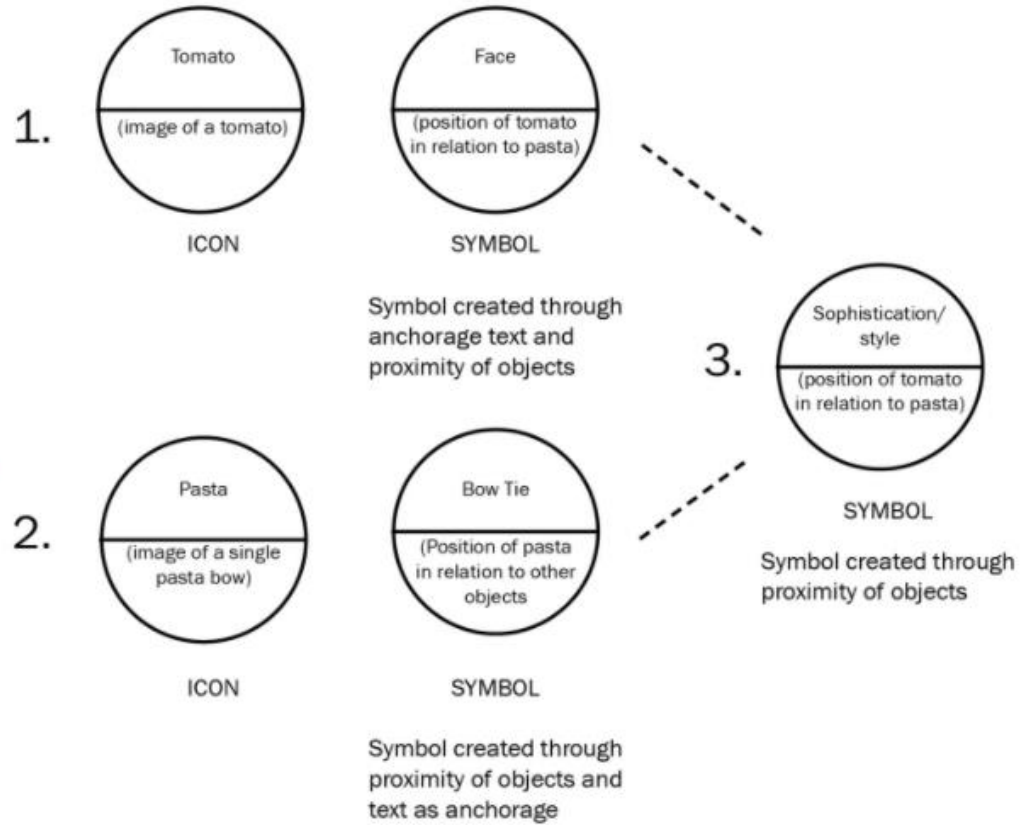 1.
Tomato
(image of a tomato)
ICON
Face
(position of tomato
in relation to pasta)
SYMBOL
Symbol created through
anchorage text and
proximity of objects
2.
Pasta
(image of a single
pasta bow)
ICON
Bow Tie
(Position of pasta
in relation to other
objects
SYMBOL
Symbol created through
proximity of objects and
text as anchorage
3.
Sophistication/
style
(position of tomato
in relation to pasta)
SYMBOL
Symbol created through
proximity of objects